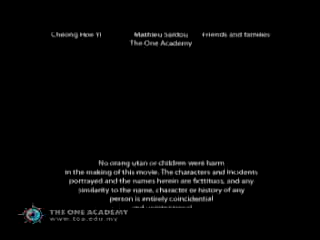 Cheong Hoe Yi Mathieu Saidou Friends and families
The One Academy
No orang utan or children were harm
in the making of this movie. The characters and incidents
portrayed and the names herein are fictitious, and any
similarity to the name, character or history of any
person is entirely coincidental
THE ONE ACADEMY
www.toa.edu.my